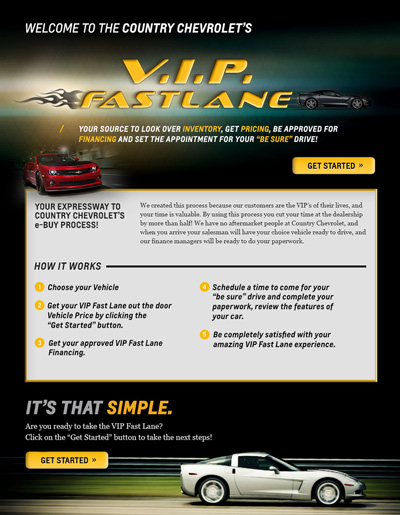 WELCOME TO THE COUNTRY CHEVROLET'S
V.I.P.
FASTLANE
/ YOUR SOURCE TO LOOK OVER INVENTORY, GET PRICING, BE APPROVED FOR
FINANCING AND SET THE APPOINTMENT FOR YOUR “BE SURE” DRIVE!
GET STARTED »
YOUR EXPRESSWAY TO
COUNTRY CHEVROLET'S
e-BUY PROCESS!
We created this process because our customers are the VIP's of their lives, and
your time is valuable. By using this process you cut your time at the dealership
by more than half! We have no aftermarket people at Country Chevrolet, and
when you arrive your salesman will have your choice vehicle ready to drive, and
our finance managers will be ready to do your paperwork.
HOW IT WORKS
1 Choose your Vehicle
2 Get your VIP Fast Lane out the door
Vehicle Price by clicking the
“Get Started” button.
3 Get your approved VIP Fast Lane
Financing.
4 Schedule a time to come for your
“be sure” drive and complete your
paperwork, review the features of
your car.
5 Be completely satisfied with your
amazing VIP Fast Lane experience.
IT'S THAT SIMPLE.
Are you ready to take the VIP Fast Lane?
Click on the “Get Started” button to take the next steps!
GET STARTED »